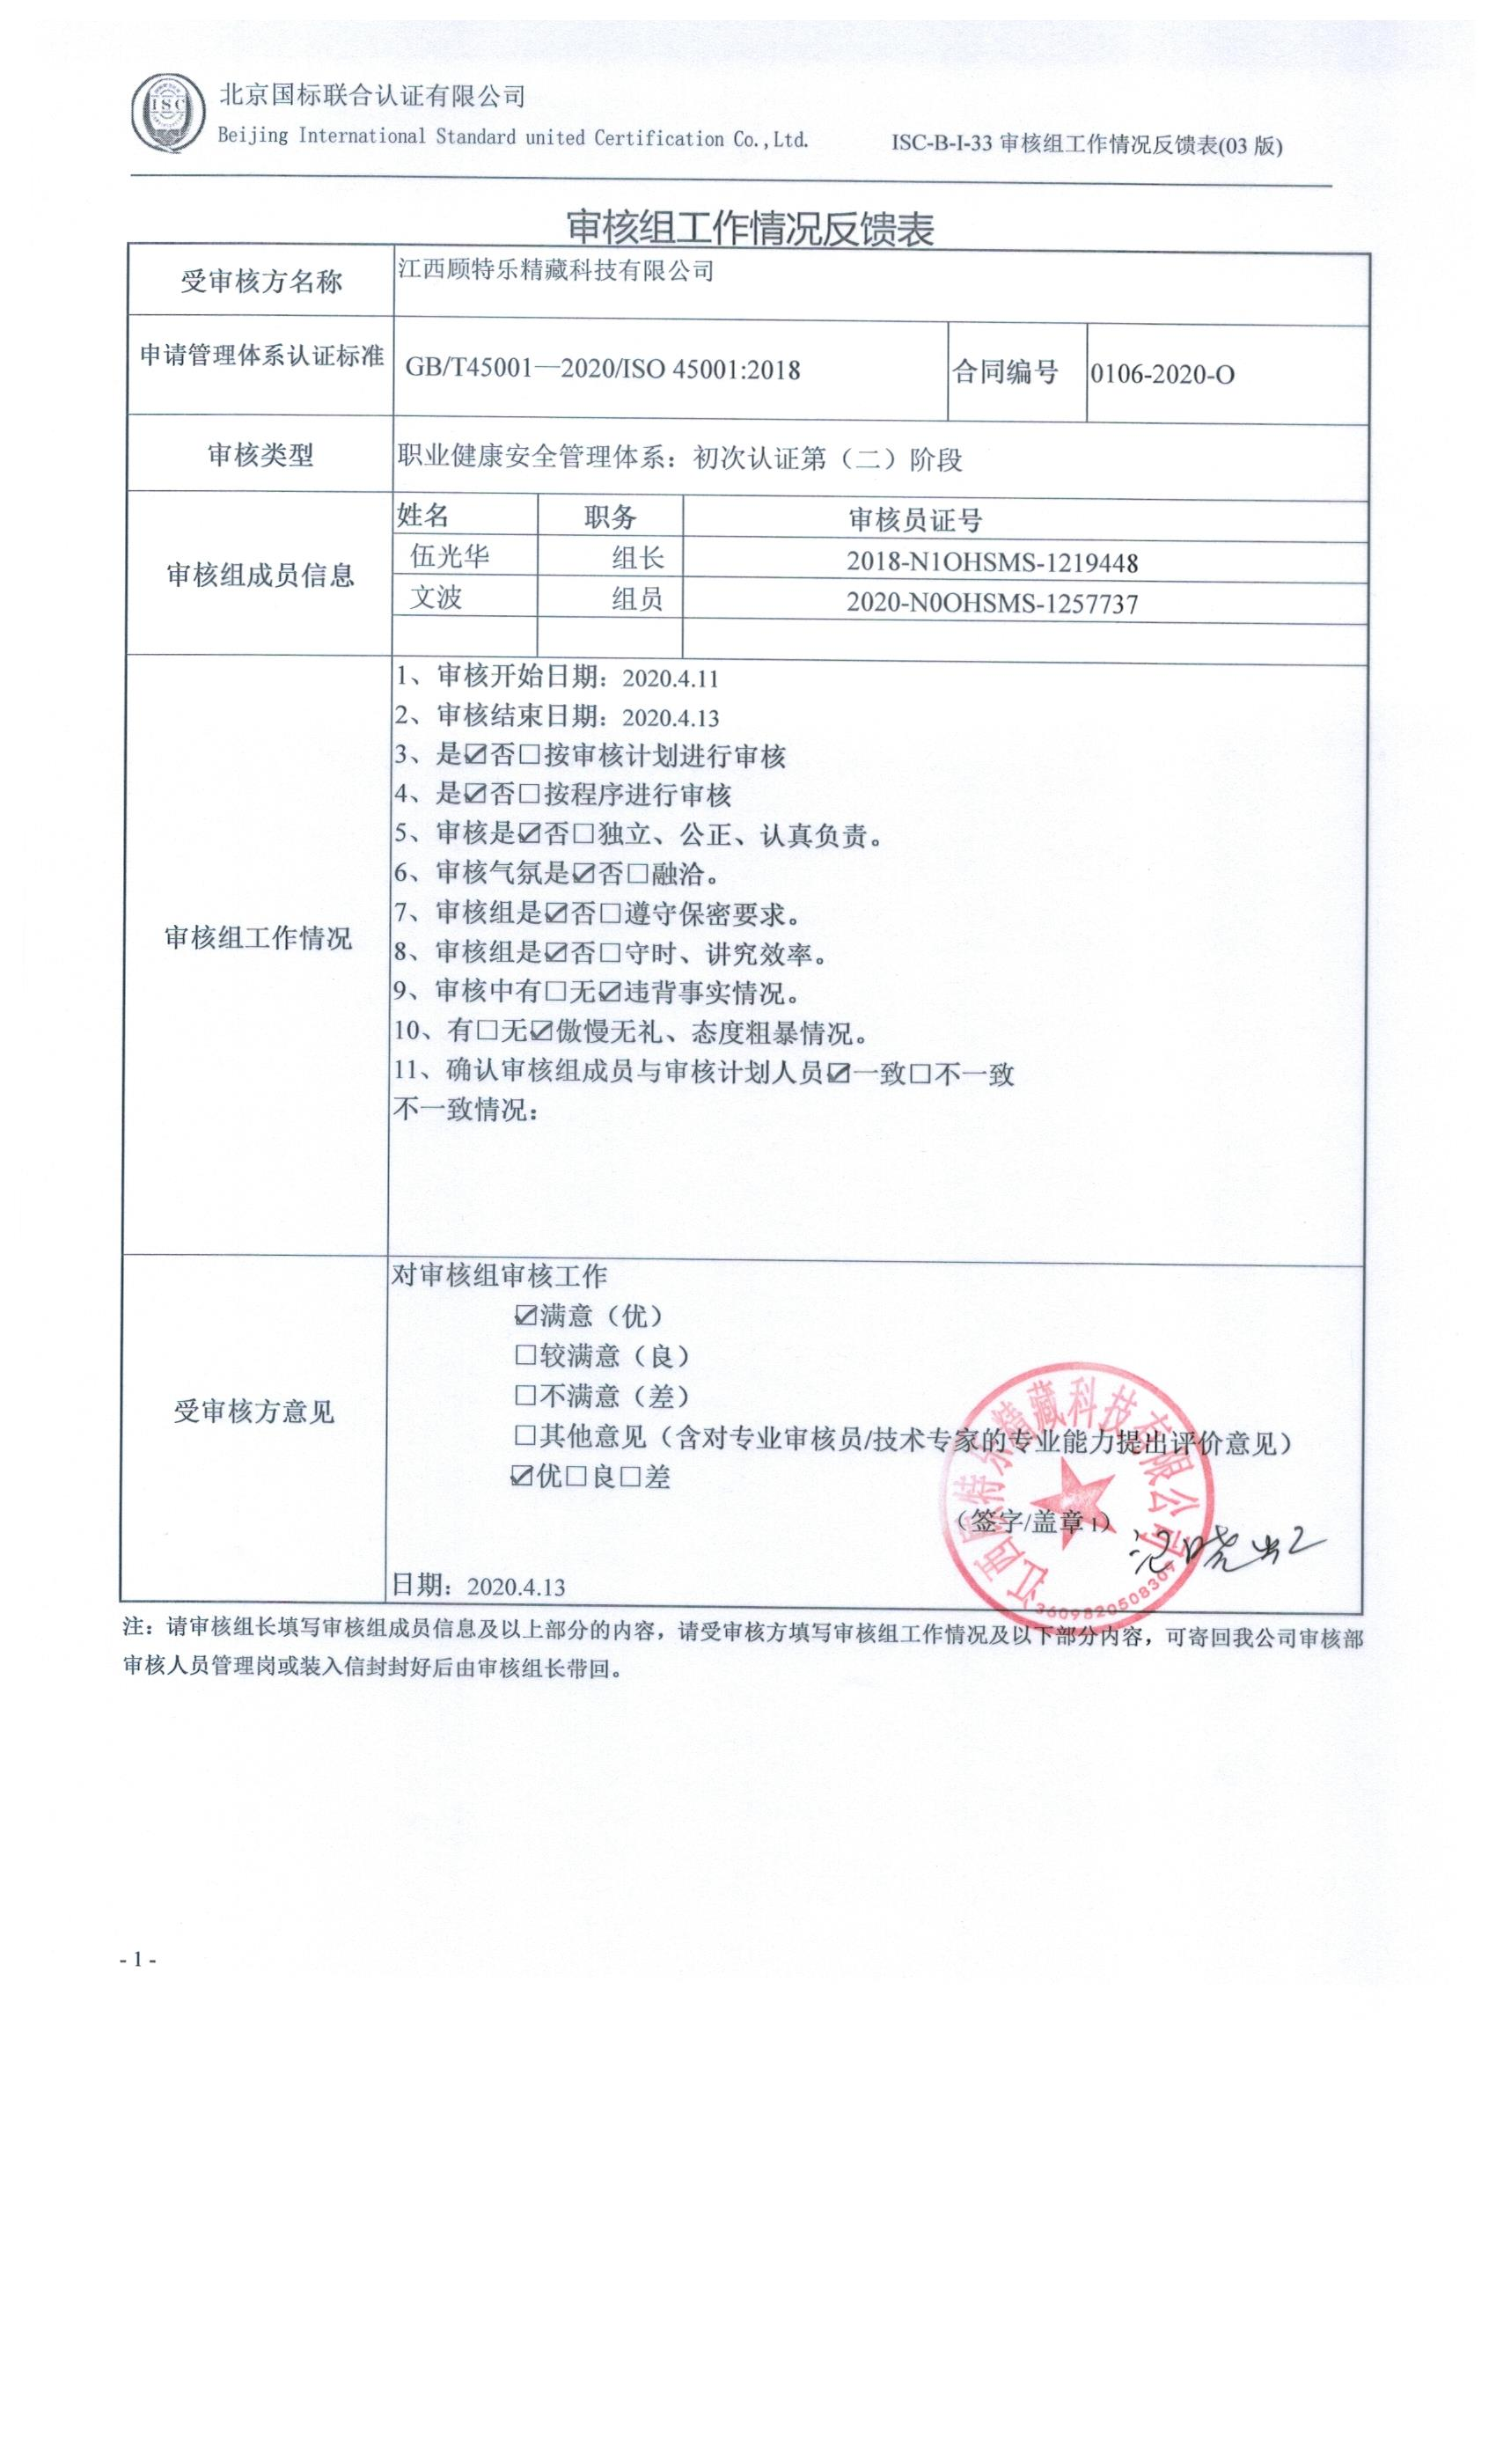 北京国标联合认证有限公司
Beijing International Standard united Certification Co.,Ltd.
ISC-B-I-33 审核组工作情况反馈表(03 版)
ISC
审核组工作情况反馈表
受审核方名称 江西顾特乐精藏科技有限公司
申请管理体系认证标准 GB/T45001—2020/ISO 45001:2018 合同编号 0106-2020-O
审核类型 职业健康安全管理体系：初次认证第（二）阶段
审核组成员信息
姓名 职务 审核员证号
伍光华 组长 2018-N1OHSMS-1219448
文波 组员 2020-N0OHSMS-1257737
审核组工作情况
1、审核开始日期：2020.4.11
2、审核结束日期：2020.4.13
3、是☑否☐按审核计划进行审核
4、是☑否☐按程序进行审核
5、审核是☑否☐独立、公正、认真负责。
6、审核气氛是☑否☐融洽。
7、审核组是☑否☐遵守保密要求。
8、审核组是☑否☐守时、讲究效率。
9、审核中有☐无☑违背事实情况。
10、有☐无☑傲慢无礼、态度粗暴情况。
11、确认审核组成员与审核计划人员☑一致☐不一致
不一致情况：
受审核方意见
对审核组审核工作
☑满意（优）
☐较满意（良）
☐不满意（差）
☐其他意见（含对专业审核员/技术专家的专业能力提出评价意见）
☑优☐良☐差
（签字/盖章）
江西顾特乐精藏科技有限公司
3609820508309
日期：2020.4.13
注：请审核组长填写审核组成员信息及以上部分的内容，请受审核方填写审核组工作情况及以下部分内容，可寄回我公司审核部
审核人员管理岗或装入信封封好后由审核组长带回。
- 1 -